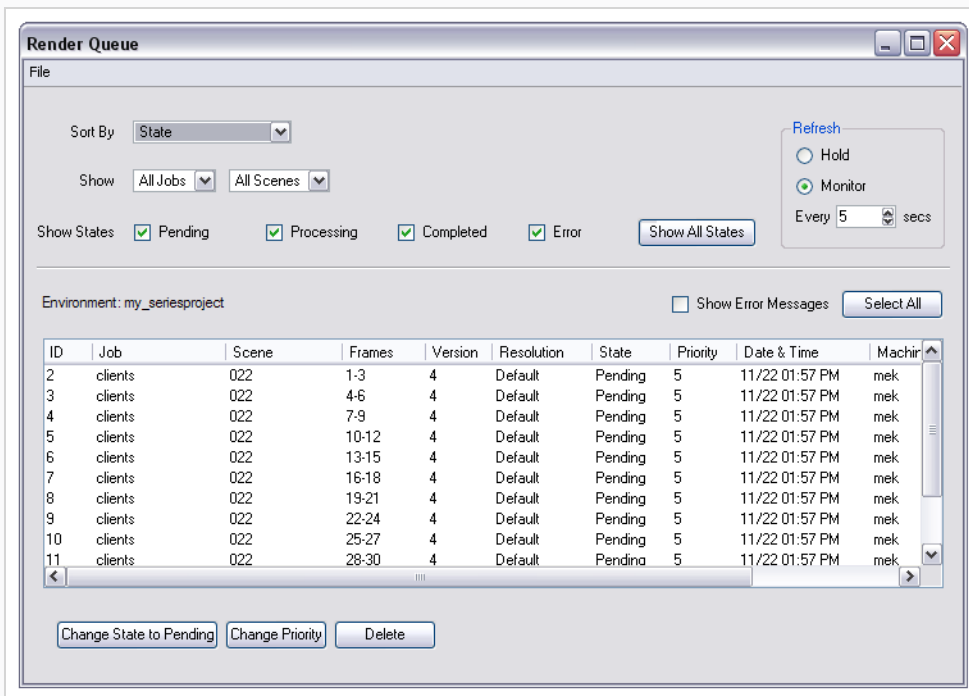 Render Queue
File
Sort By State
Refresh
Hold
Show All Jobs All Scenes
Monitor
Every 5 secs
Show States Pending Processing Completed Error Show All States
Environment: my_seriesproject Show Error Messages Select All
ID Job Scene Frames Version Resolution State Priority Date & Time Machin
2 clients 022 1-3 4 Default Pending 5 11/22 01:57 PM mek
3 clients 022 4-6 4 Default Pending 5 11/22 01:57 PM mek
4 clients 022 7-9 4 Default Pending 5 11/22 01:57 PM mek
5 clients 022 10-12 4 Default Pending 5 11/22 01:57 PM mek
6 clients 022 13-15 4 Default Pending 5 11/22 01:57 PM mek
7 clients 022 16-18 4 Default Pending 5 11/22 01:57 PM mek
8 clients 022 19-21 4 Default Pending 5 11/22 01:57 PM mek
9 clients 022 22-24 4 Default Pending 5 11/22 01:57 PM mek
10 clients 022 25-27 4 Default Pending 5 11/22 01:57 PM mek
11 clients 022 28-30 4 Default Pending 5 11/22 01:57 PM mek
Change State to Pending Change Priority Delete